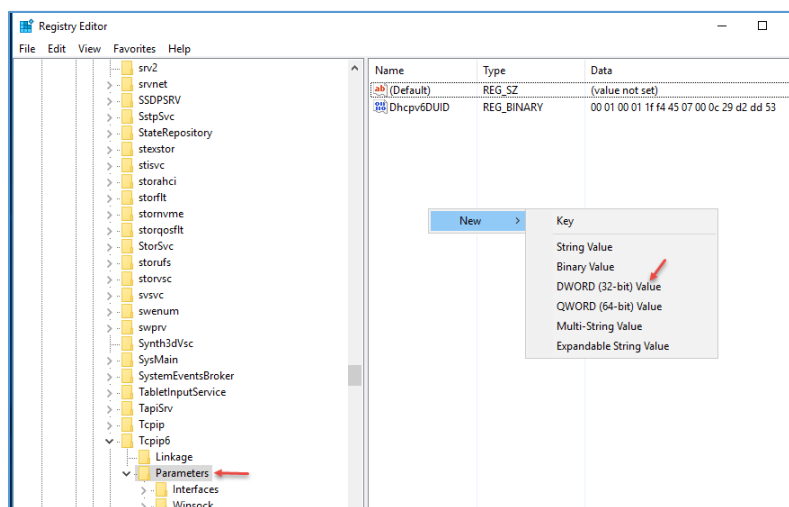 Registry Editor
File Edit View Favorites Help
srv2
srvnet
SSDPSRV
SstpSvc
StateRepository
stexstor
stisvc
storahci
storflt
stornvme
storqosflt
StorSvc
storufs
storvsc
svsvc
swenum
swprv
Synth3dVsc
SysMain
SystemEventsBroker
TabletInputService
TapiSrv
Tcpip
Tcpip6
Linkage
Parameters
Interfaces
Winsock
Name Type Data
(Default) REG_SZ (value not set)
Dhcpv6DUID REG_BINARY 00 01 00 01 1f f4 45 07 00 0c 29 d2 dd 53
New
Key
String Value
Binary Value
DWORD (32-bit) Value
QWORD (64-bit) Value
Multi-String Value
Expandable String Value